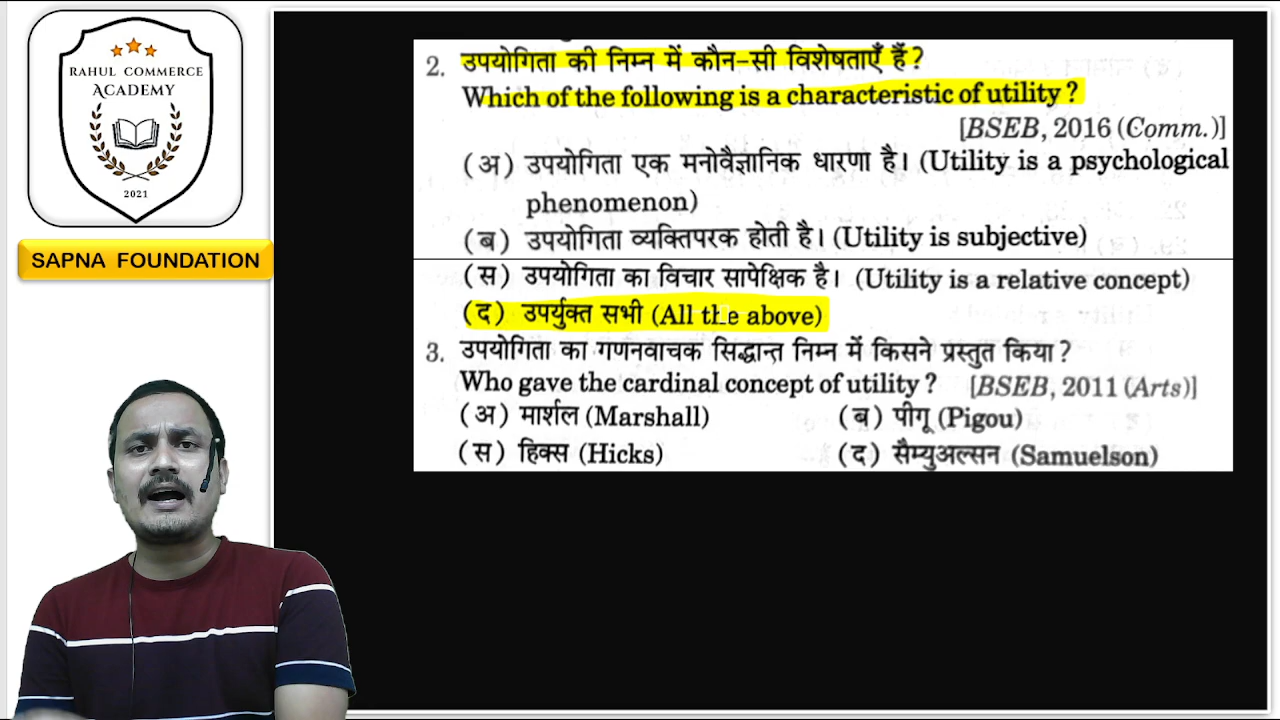 RAHUL COMMERCE
ACADEMY
2021
SAPNA FOUNDATION
2. उपयोगिता की निम्न में कौन-सी विशेषताएँ हैं?
Which of the following is a characteristic of utility?
[BSEB, 2016 (Comm.)]
(अ) उपयोगिता एक मनोवैज्ञानिक धारणा है। (Utility is a psychological
phenomenon)
(ब) उपयोगिता व्यक्तिपरक होती है। (Utility is subjective)
(स) उपयोगिता का विचार सापेक्षिक है। (Utility is a relative concept)
(द) उपर्युक्त सभी (All the above)
3. उपयोगिता का गणनवाचक सिद्धान्त निम्न में किसने प्रस्तुत किया?
Who gave the cardinal concept of utility? [BSEB, 2011 (Arts)]
(अ) मार्शल (Marshall) (ब) पीगू (Pigou)
(स) हिक्स (Hicks) (द) सैम्युअल्सन (Samuelson)